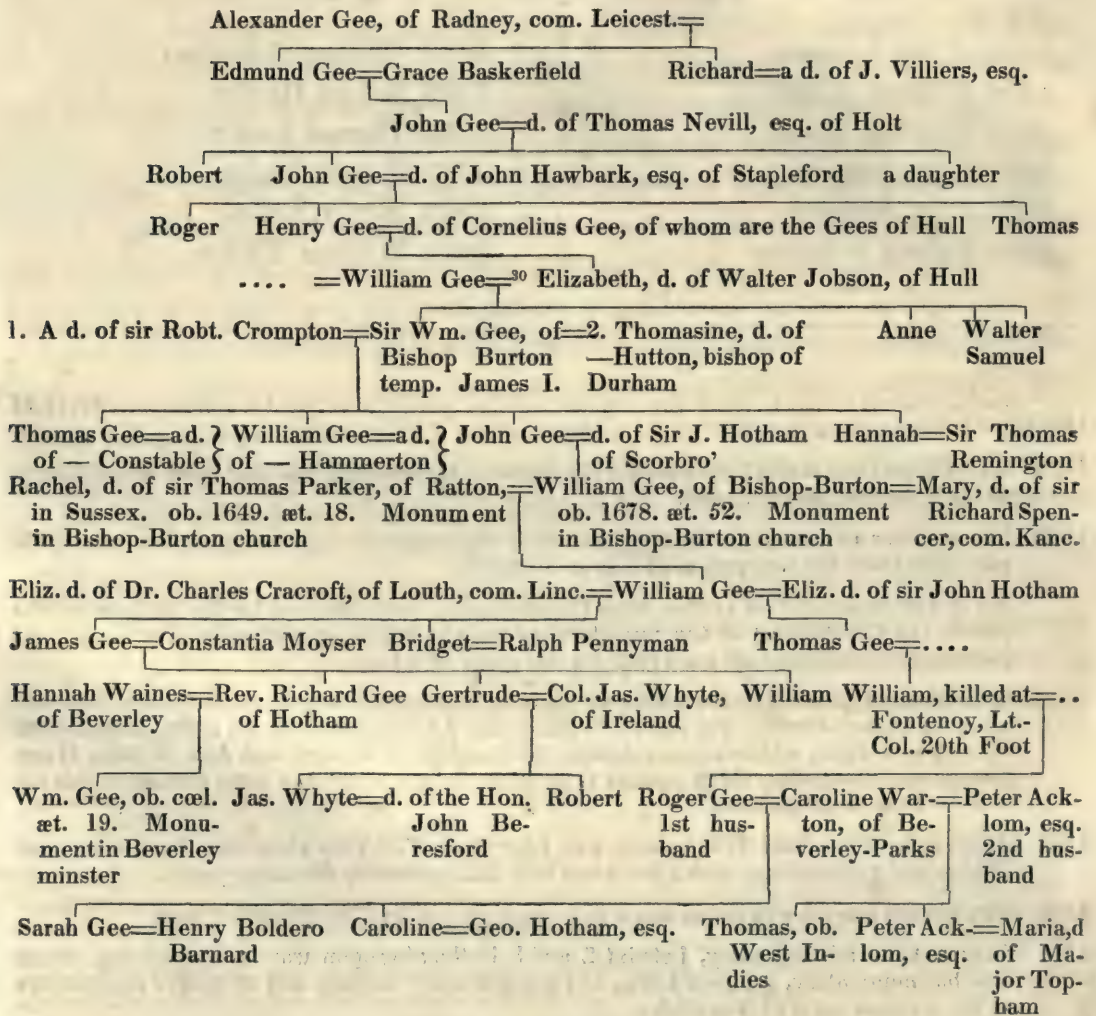 Alexander Gee, of Radney, com. Leicest.=
Edmund Gee=Grace Baskerfield Richard=a d. of J. Villiers, esq.
John Gee=d. of Thomas Nevill, esq. of Holt
Robert John Gee=d. of John Hawbark, esq. of Stapleford a daughter
Roger Henry Gee=d. of Cornelius Gee, of whom are the Gees of Hull Thomas
.... =William Gee=³⁰ Elizabeth, d. of Walter Jobson, of Hull
1. A d. of sir Robt. Crompton=Sir Wm. Gee, of=2. Thomasine, d. of Anne Walter
Bishop Burton —Hutton, bishop of Samuel
temp. James I. Durham
Thomas Gee=a d. } William Gee=a d. } John Gee=d. of Sir J. Hotham Hannah=Sir Thomas
of — Constable } of — Hammerton } of Scorbro' Remington
Rachel, d. of sir Thomas Parker, of Ratton,=William Gee, of Bishop-Burton=Mary, d. of sir
in Sussex. ob. 1649. æt. 18. Monument ob. 1678. æt. 52. Monument Richard Spen-
in Bishop-Burton church in Bishop-Burton church cer, com. Kanc.
Eliz. d. of Dr. Charles Cracroft, of Louth, com. Linc.=William Gee=Eliz. d. of sir John Hotham
James Gee=Constantia Moyser Bridget=Ralph Pennyman Thomas Gee=....
Hannah Waines=Rev. Richard Gee Gertrude=Col. Jas. Whyte, William William, killed at=..
of Beverley of Hotham of Ireland Fontenoy, Lt.-
Col. 20th Foot
Wm. Gee, ob. cœl. Jas. Whyte=d. of the Hon. Robert Roger Gee=Caroline War-=Peter Ack-
æt. 19. Monu- John Be- 1st hus- ton, of Be- lom, esq.
ment in Beverley resford band verley-Parks 2nd hus-
minster band
Sarah Gee=Henry Boldero Caroline=Geo. Hotham, esq. Thomas, ob. Peter Ack-=Maria, d
Barnard West In- lom, esq. of Ma-
dies jor Top-
ham